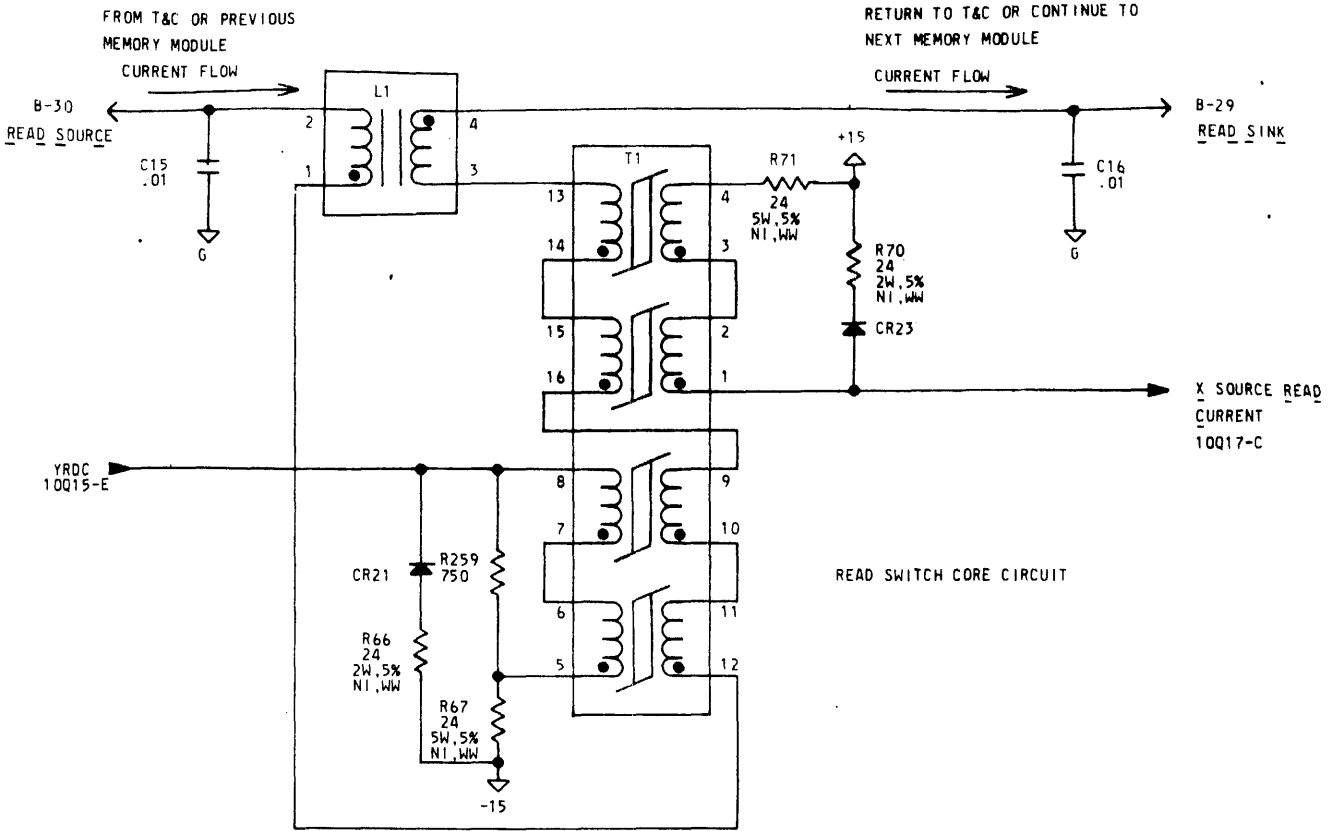 FROM T&C OR PREVIOUS
MEMORY MODULE
CURRENT FLOW
RETURN TO T&C OR CONTINUE TO
NEXT MEMORY MODULE
CURRENT FLOW
B-30
READ SOURCE
L1
2
4
1
3
B-29
READ SINK
C15
.01
G
C16
.01
G
+15
T1
R71
24
5W,5%
NI,WW
13
4
14
3
R70
24
2W,5%
NI,WW
CR23
15
2
16
1
X SOURCE READ
CURRENT
10Q17-C
YRDC
10Q15-E
8
9
7
10
CR21
R259
750
READ SWITCH CORE CIRCUIT
6
11
R66
24
2W,5%
NI,WW
5
12
R67
24
5W,5%
NI,WW
-15